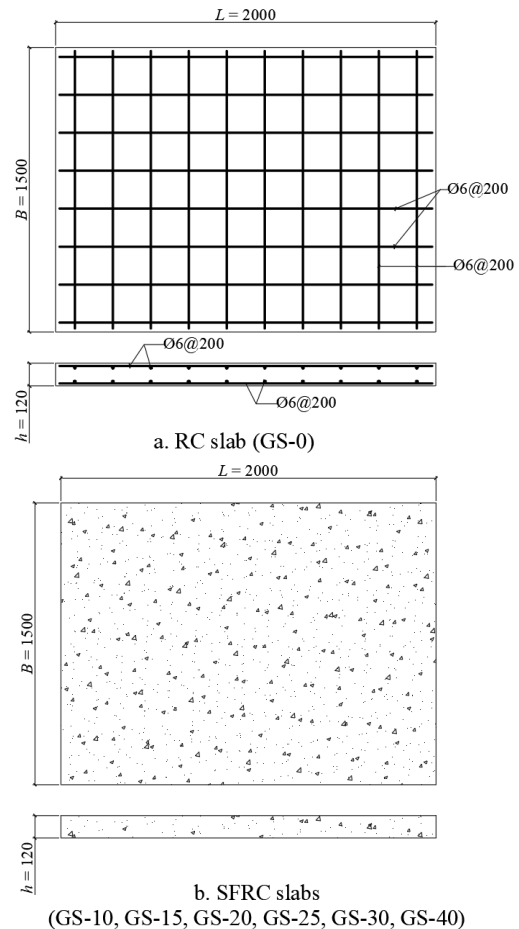 L = 2000
B = 1500
Ø6@200
Ø6@200
Ø6@200
h = 120
Ø6@200
a. RC slab (GS-0)
L = 2000
B = 1500
h = 120
b. SFRC slabs
(GS-10, GS-15, GS-20, GS-25, GS-30, GS-40)